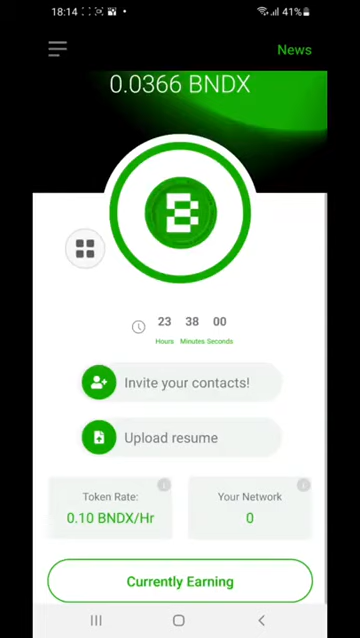 18:14
41%
News
0.0366 BNDX
23 38 00
Hours Minutes Seconds
Invite your contacts!
Upload resume
Token Rate:
0.10 BNDX/Hr
Your Network
0
Currently Earning